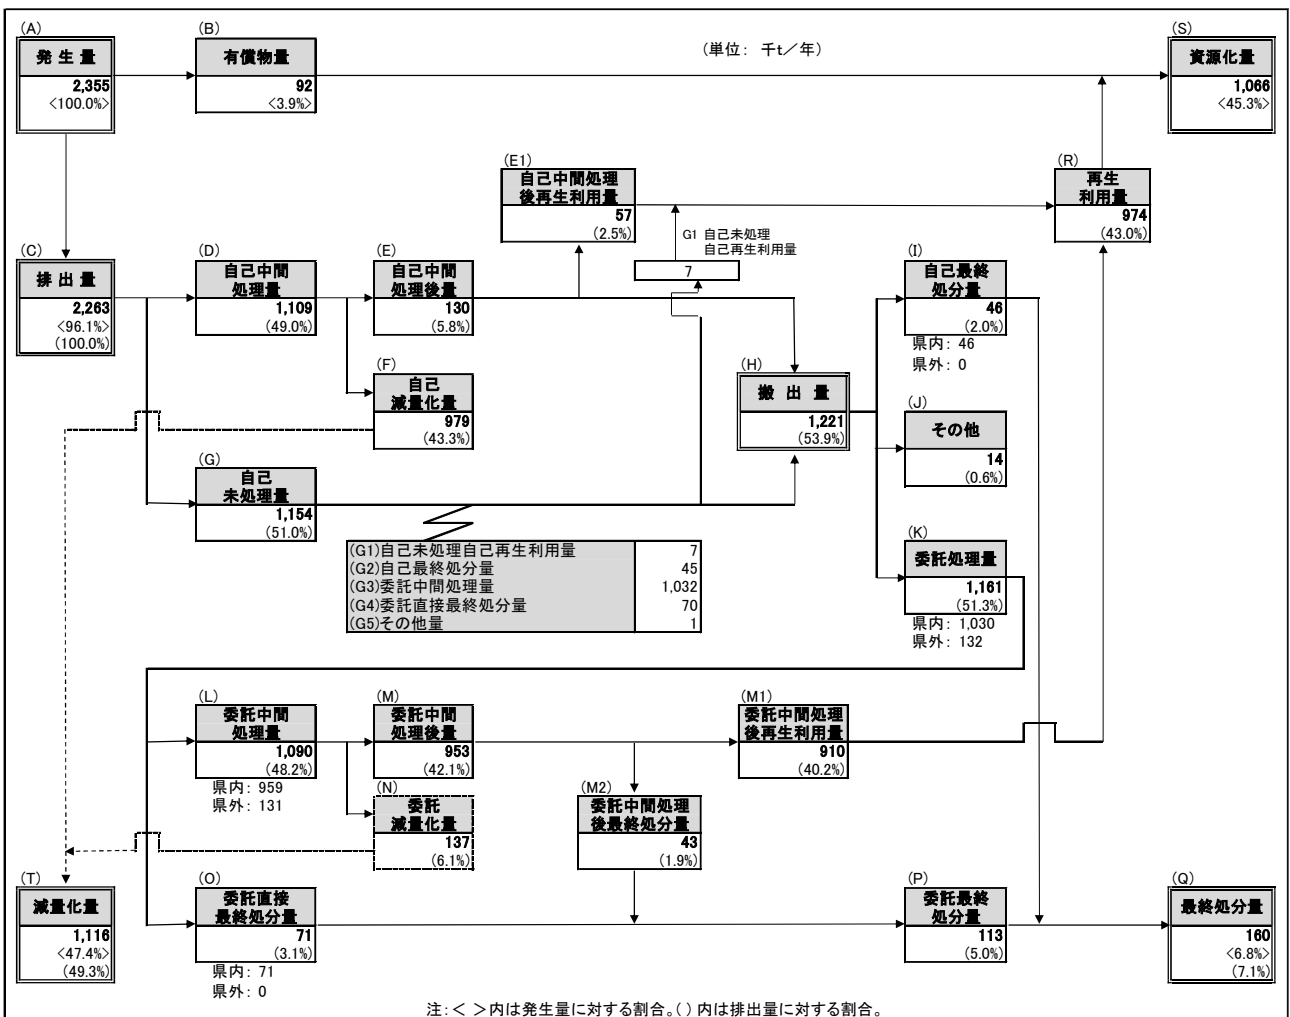 (A)
発 生 量
2,355
<100.0%>
(B)
有償物量
92
<3.9%>
(単位： 千t／年)
(S)
資源化量
1,066
<45.3%>
(E1)
自己中間処理
後再生利用量
57
(2.5%)
(R)
再生
利用量
974
(43.0%)
G1 自己未処理
自己再生利用量
7
(C)
排 出 量
2,263
<96.1%>
(100.0%)
(D)
自己中間
処理量
1,109
(49.0%)
(E)
自己中間
処理後量
130
(5.8%)
(I)
自己最終
処分量
46
(2.0%)
県内： 46
県外： 0
(F)
自己
減量化量
979
(43.3%)
(H)
搬 出 量
1,221
(53.9%)
(J)
その他
14
(0.6%)
(G)
自己
未処理量
1,154
(51.0%)
(G1)自己未処理自己再生利用量 7
(G2)自己最終処分量 45
(G3)委託中間処理量 1,032
(G4)委託直接最終処分量 70
(G5)その他量 1
(K)
委託処理量
1,161
(51.3%)
県内： 1,030
県外： 132
(L)
委託中間
処理量
1,090
(48.2%)
県内： 959
県外： 131
(M)
委託中間
処理後量
953
(42.1%)
(M1)
委託中間処理
後再生利用量
910
(40.2%)
(N)
委託
減量化量
137
(6.1%)
(M2)
委託中間処理
後最終処分量
43
(1.9%)
(T)
減量化量
1,116
<47.4%>
(49.3%)
(O)
委託直接
最終処分量
71
(3.1%)
県内： 71
県外： 0
(P)
委託最終
処分量
113
(5.0%)
(Q)
最終処分量
160
<6.8%>
(7.1%)
注：＜ ＞内は発生量に対する割合。( ) 内は排出量に対する割合。